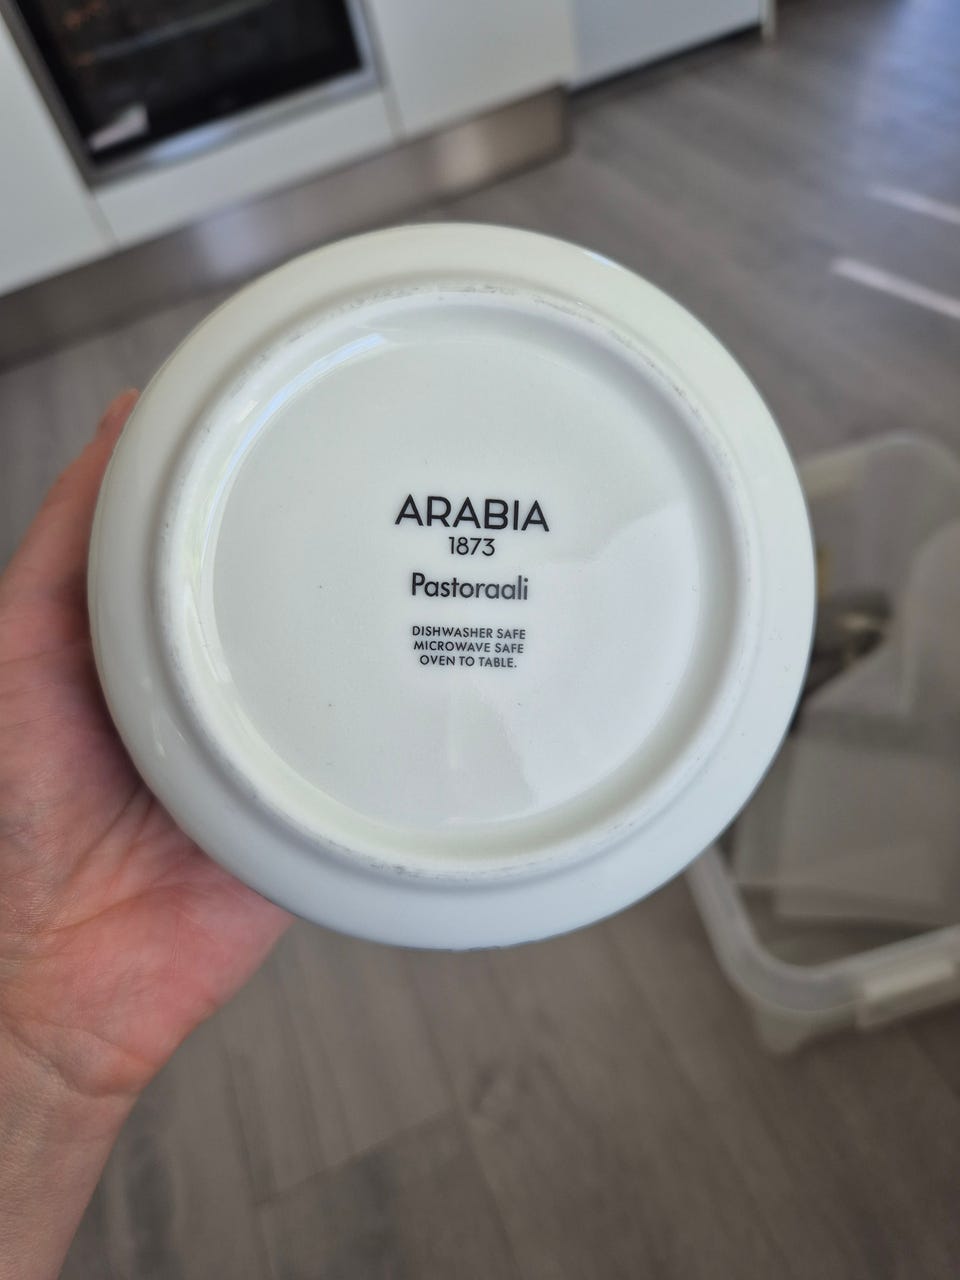 ARABIA
1873
Pastoraali
DISHWASHER SAFE
MICROWAVE SAFE
OVEN TO TABLE.